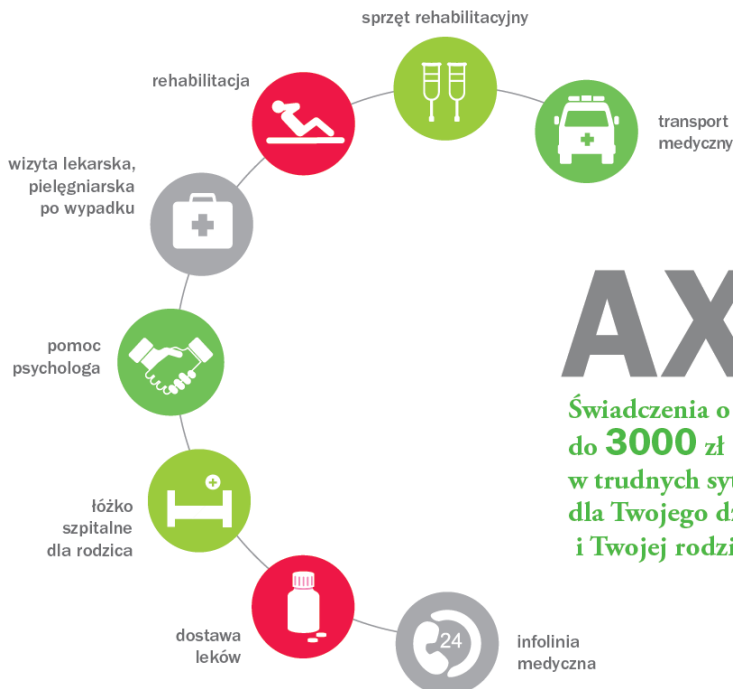 sprzęt rehabilitacyjny
rehabilitacja
transport
medyczny
wizyta lekarska,
pielęgniarska
po wypadku
AX
Świadczenia o
do 3000 zł
w trudnych syt
dla Twojego d
i Twojej rodzi
pomoc
psychologa
łóżko
szpitalne
dla rodzica
dostawa
leków
24
infolinia
medyczna